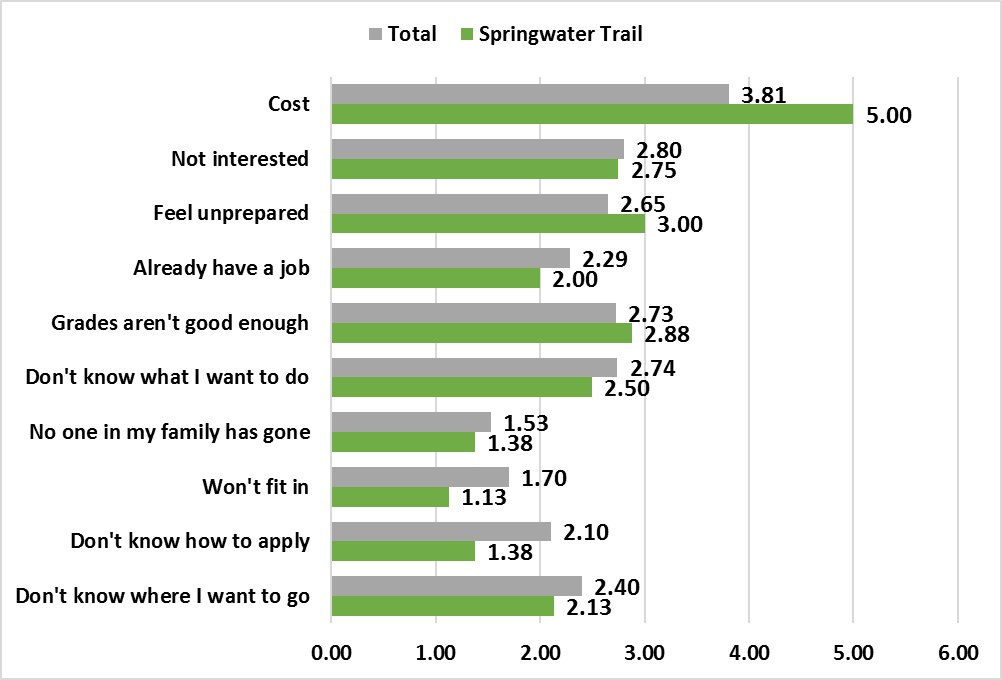 Total Springwater Trail
Cost 3.81
5.00
Not interested 2.80
2.75
Feel unprepared 2.65
3.00
Already have a job 2.29
2.00
Grades aren't good enough 2.73
2.88
Don't know what I want to do 2.74
2.50
No one in my family has gone 1.53
1.38
Won't fit in 1.70
1.13
Don't know how to apply 2.10
1.38
Don't know where I want to go 2.40
2.13
0.00 1.00 2.00 3.00 4.00 5.00 6.00